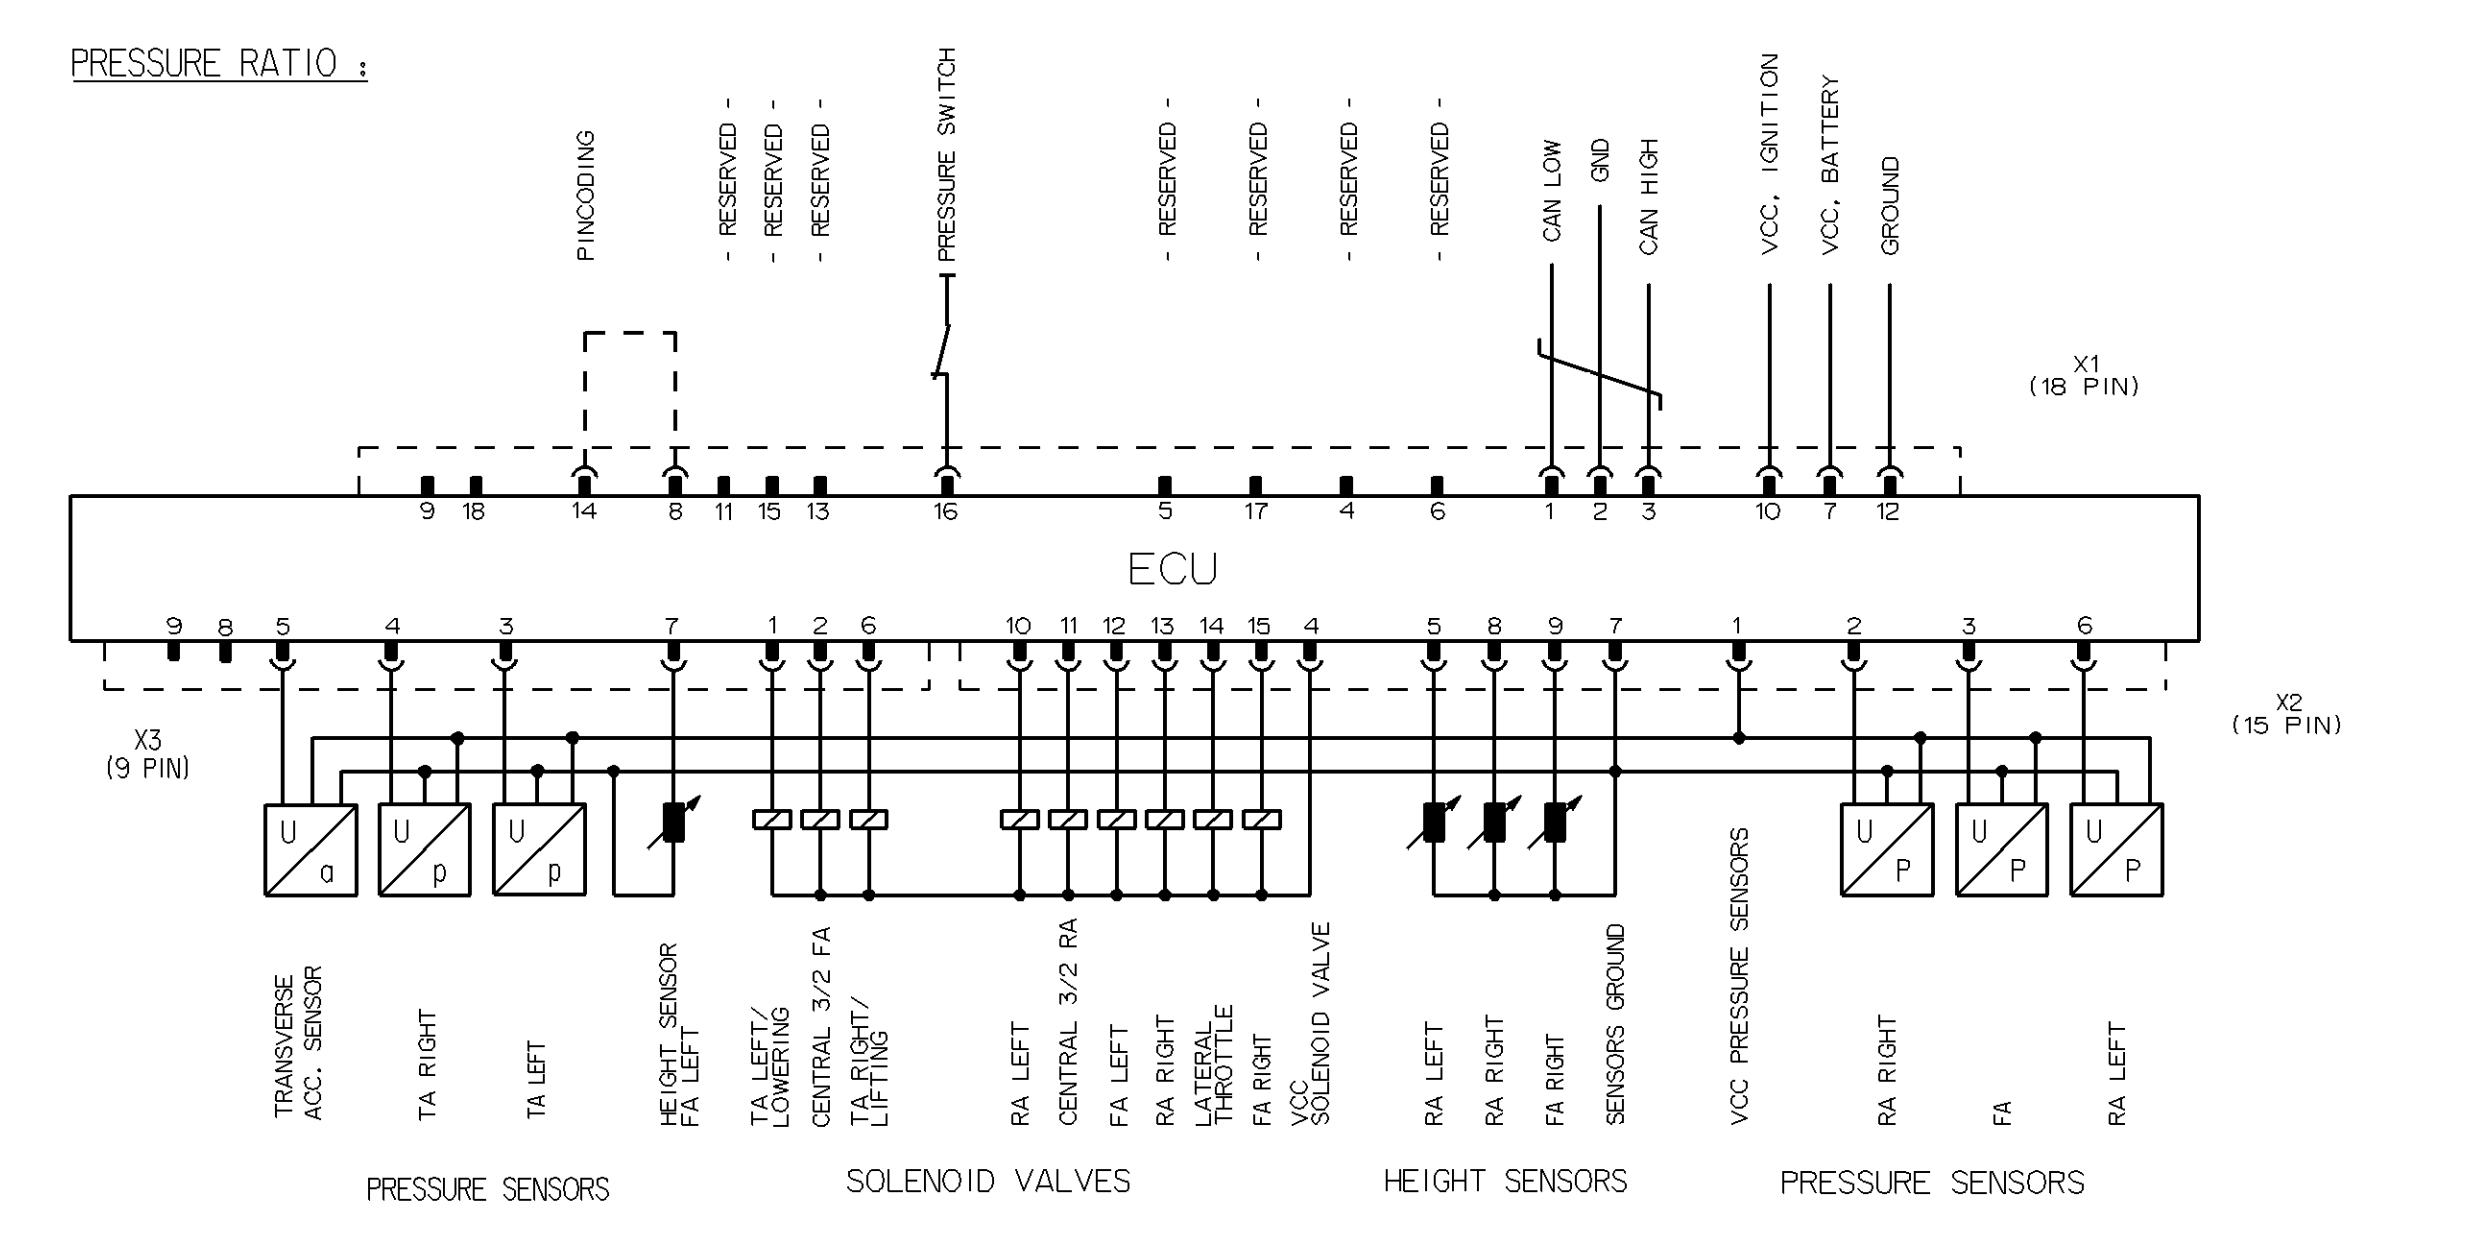 PRESSURE RATIO :
PINCODING
- RESERVED -
- RESERVED -
- RESERVED -
PRESSURE SWITCH
- RESERVED -
- RESERVED -
- RESERVED -
- RESERVED -
CAN LOW
GND
CAN HIGH
VCC, IGNITION
VCC, BATTERY
GROUND
X1
(18 PIN)
9 18 14 8 11 15 13 16 5 17 4 6 1 2 3 10 7 12
ECU
9 8 5 4 3 7 1 2 6 10 11 12 13 14 15 4 5 8 9 7 1 2 3 6
X3
(9 PIN)
X2
(15 PIN)
U
a
U
p
U
p
U
P
U
P
U
P
TRANSVERSE
ACC. SENSOR
TA RIGHT
TA LEFT
HEIGHT SENSOR
FA LEFT
TA LEFT/
LOWERING
CENTRAL 3/2 FA
TA RIGHT/
LIFTING
RA LEFT
CENTRAL 3/2 RA
FA LEFT
RA RIGHT
LATERAL
THROTTLE
FA RIGHT
VCC
SOLENOID VALVE
RA LEFT
RA RIGHT
FA RIGHT
SENSORS GROUND
VCC PRESSURE SENSORS
RA RIGHT
FA
RA LEFT
PRESSURE SENSORS
SOLENOID VALVES
HEIGHT SENSORS
PRESSURE SENSORS